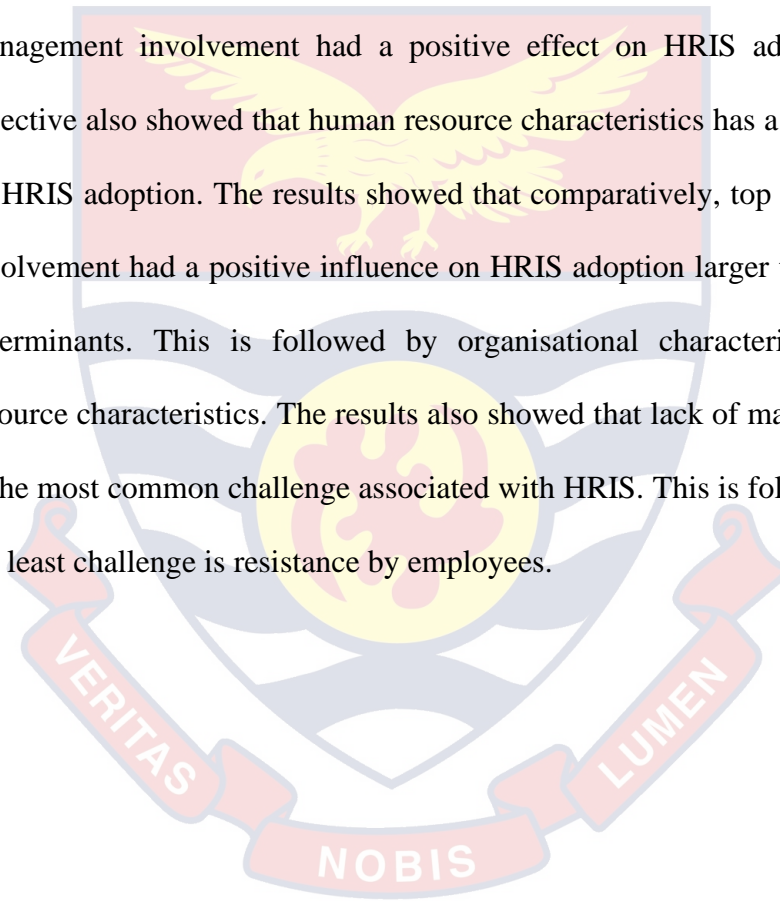 nagement involvement had a positive effect on HRIS ad
ective also showed that human resource characteristics has a
HRIS adoption. The results showed that comparatively, top
olvement had a positive influence on HRIS adoption larger
erminants. This is followed by organisational characteri
ource characteristics. The results also showed that lack of ma
he most common challenge associated with HRIS. This is fol
least challenge is resistance by employees.
VERITAS
NOBIS
LUMEN